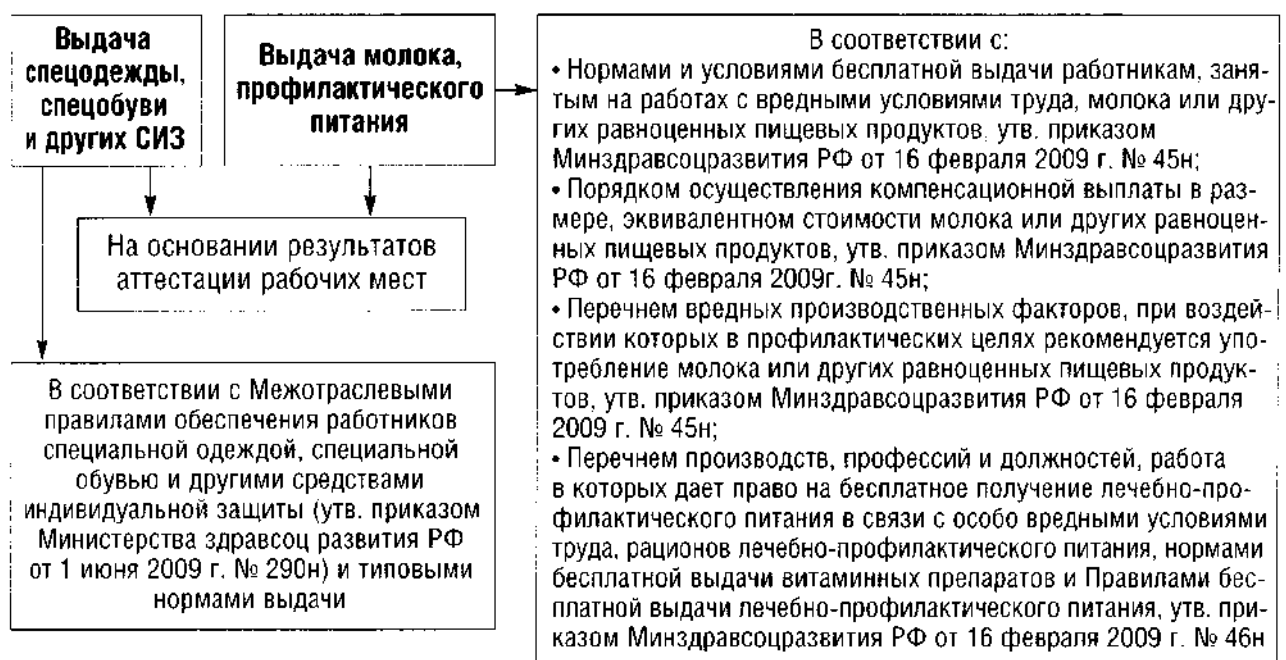 Выдача
спецодежды,
спецобуви
и других СИЗ
Выдача молока,
профилактического
питания
На основании результатов
аттестации рабочих мест
В соответствии с Межотраслевыми
правилами обеспечения работников
специальной одеждой, специальной
обувью и другими средствами
индивидуальной защиты (утв. приказом
Министерства здравсоц развития РФ
от 1 июня 2009 г. № 290н) и типовыми
нормами выдачи
В соответствии с:
• Нормами и условиями бесплатной выдачи работникам, заня-
тым на работах с вредными условиями труда, молока или дру-
гих равноценных пищевых продуктов, утв. приказом
Минздравсоцразвития РФ от 16 февраля 2009 г. № 45н;
• Порядком осуществления компенсационной выплаты в раз-
мере, эквивалентном стоимости молока или других равноцен-
ных пищевых продуктов, утв. приказом Минздравсоцразвития
РФ от 16 февраля 2009г. № 45н;
• Перечнем вредных производственных факторов, при воздей-
ствии которых в профилактических целях рекомендуется упо-
требление молока или других равноценных пищевых продук-
тов, утв. приказом Минздравсоцразвития РФ от 16 февраля
2009 г. № 45н;
• Перечнем производств, профессий и должностей, работа
в которых дает право на бесплатное получение лечебно-про-
филактического питания в связи с особо вредными условиями
труда, рационов лечебно-профилактического питания, нормами
бесплатной выдачи витаминных препаратов и Правилами бес-
платной выдачи лечебно-профилактического питания, утв. при-
казом Минздравсоцразвития РФ от 16 февраля 2009 г. № 46н